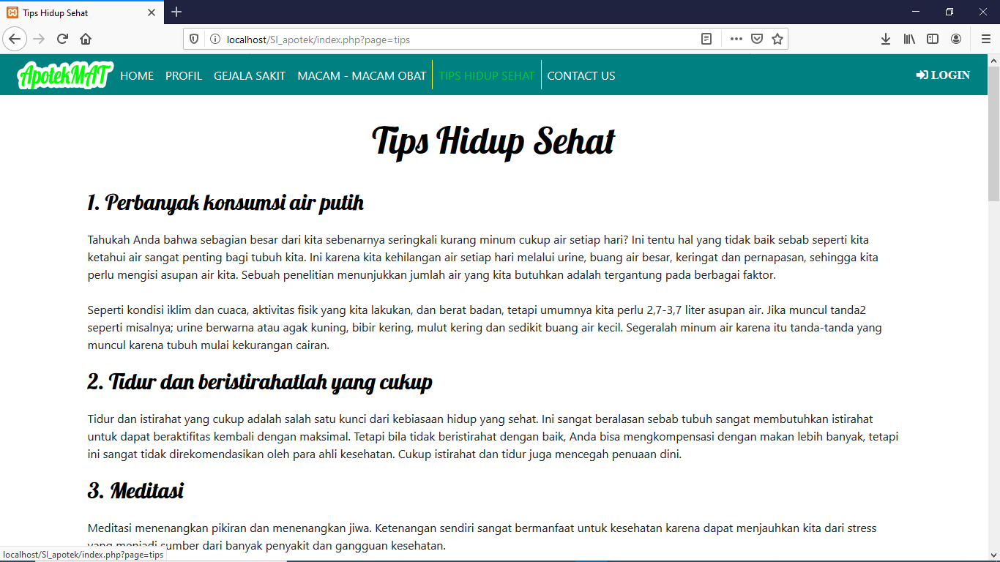 Tips Hidup Sehat
localhost/SI_apotek/index.php?page=tips
ApotekMAT HOME PROFIL GEJALA SAKIT MACAM - MACAM OBAT TIPS HIDUP SEHAT CONTACT US LOGIN
Tips Hidup Sehat
1. Perbanyak konsumsi air putih
Tahukah Anda bahwa sebagian besar dari kita sebenarnya seringkali kurang minum cukup air setiap hari? Ini tentu hal yang tidak baik sebab seperti kita
ketahui air sangat penting bagi tubuh kita. Ini karena kita kehilangan air setiap hari melalui urine, buang air besar, keringat dan pernapasan, sehingga kita
perlu mengisi asupan air kita. Sebuah penelitian menunjukkan jumlah air yang kita butuhkan adalah tergantung pada berbagai faktor.
Seperti kondisi iklim dan cuaca, aktivitas fisik yang kita lakukan, dan berat badan, tetapi umumnya kita perlu 2,7-3,7 liter asupan air. Jika muncul tanda2
seperti misalnya; urine berwarna atau agak kuning, bibir kering, mulut kering dan sedikit buang air kecil. Segeralah minum air karena itu tanda-tanda yang
muncul karena tubuh mulai kekurangan cairan.
2. Tidur dan beristirahatlah yang cukup
Tidur dan istirahat yang cukup adalah salah satu kunci dari kebiasaan hidup yang sehat. Ini sangat beralasan sebab tubuh sangat membutuhkan istirahat
untuk dapat beraktifitas kembali dengan maksimal. Tetapi bila tidak beristirahat dengan baik, Anda bisa mengkompensasi dengan makan lebih banyak, tetapi
ini sangat tidak direkomendasikan oleh para ahli kesehatan. Cukup istirahat dan tidur juga mencegah penuaan dini.
3. Meditasi
Meditasi menenangkan pikiran dan menenangkan jiwa. Ketenangan sendiri sangat bermanfaat untuk kesehatan karena dapat menjauhkan kita dari stress
yang menjadi sumber dari banyak penyakit dan gangguan kesehatan.
localhost/SI_apotek/index.php?page=tips